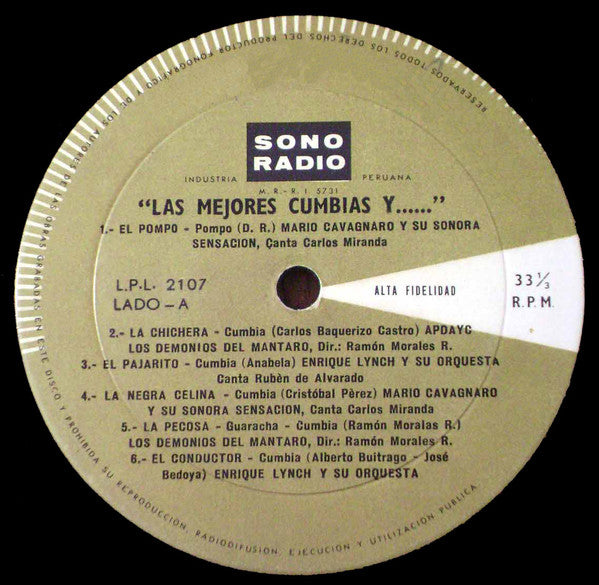 RESERVADOS TODOS LOS DERECHOS DEL PRODUCTOR FONOGRAFICO Y DE LOS AUTORES DE LAS OBRAS GRABADAS EN ESTE DISCO Y PROHIBIDA SU REPRODUCCION, RADIODIFUSION, EJECUCION Y UTILIZACION PUBLICA
SONO
RADIO
INDUSTRIA PERUANA
M. R. - R. I. 5731
"LAS MEJORES CUMBIAS Y......"
1.- EL POMPO - Pompo (D. R.) MARIO CAVAGNARO Y SU SONORA
SENSACION, Canta Carlos Miranda
L.P.L. 2107
LADO - A
ALTA FIDELIDAD
33 1/3
R.P.M.
2.- LA CHICHERA - Cumbia (Carlos Baquerizo Castro) APDAYC
LOS DEMONIOS DEL MANTARO, Dir.: Ramón Morales R.
3.- EL PAJARITO - Cumbia (Anabela) ENRIQUE LYNCH Y SU ORQUESTA
Canta Rubèn de Alvarado
4.- LA NEGRA CELINA - Cumbia (Cristóbal Pèrez) MARIO CAVAGNARO
Y SU SONORA SENSACION, Canta Carlos Miranda
5.- LA PECOSA - Guaracha - Cumbia (Ramón Moralas R.)
LOS DEMONIOS DEL MANTARO, Dir.: Ramón Morales R.
6.- EL CONDUCTOR - Cumbia (Alberto Buitrago - José
Bedoya) ENRIQUE LYNCH Y SU ORQUESTA